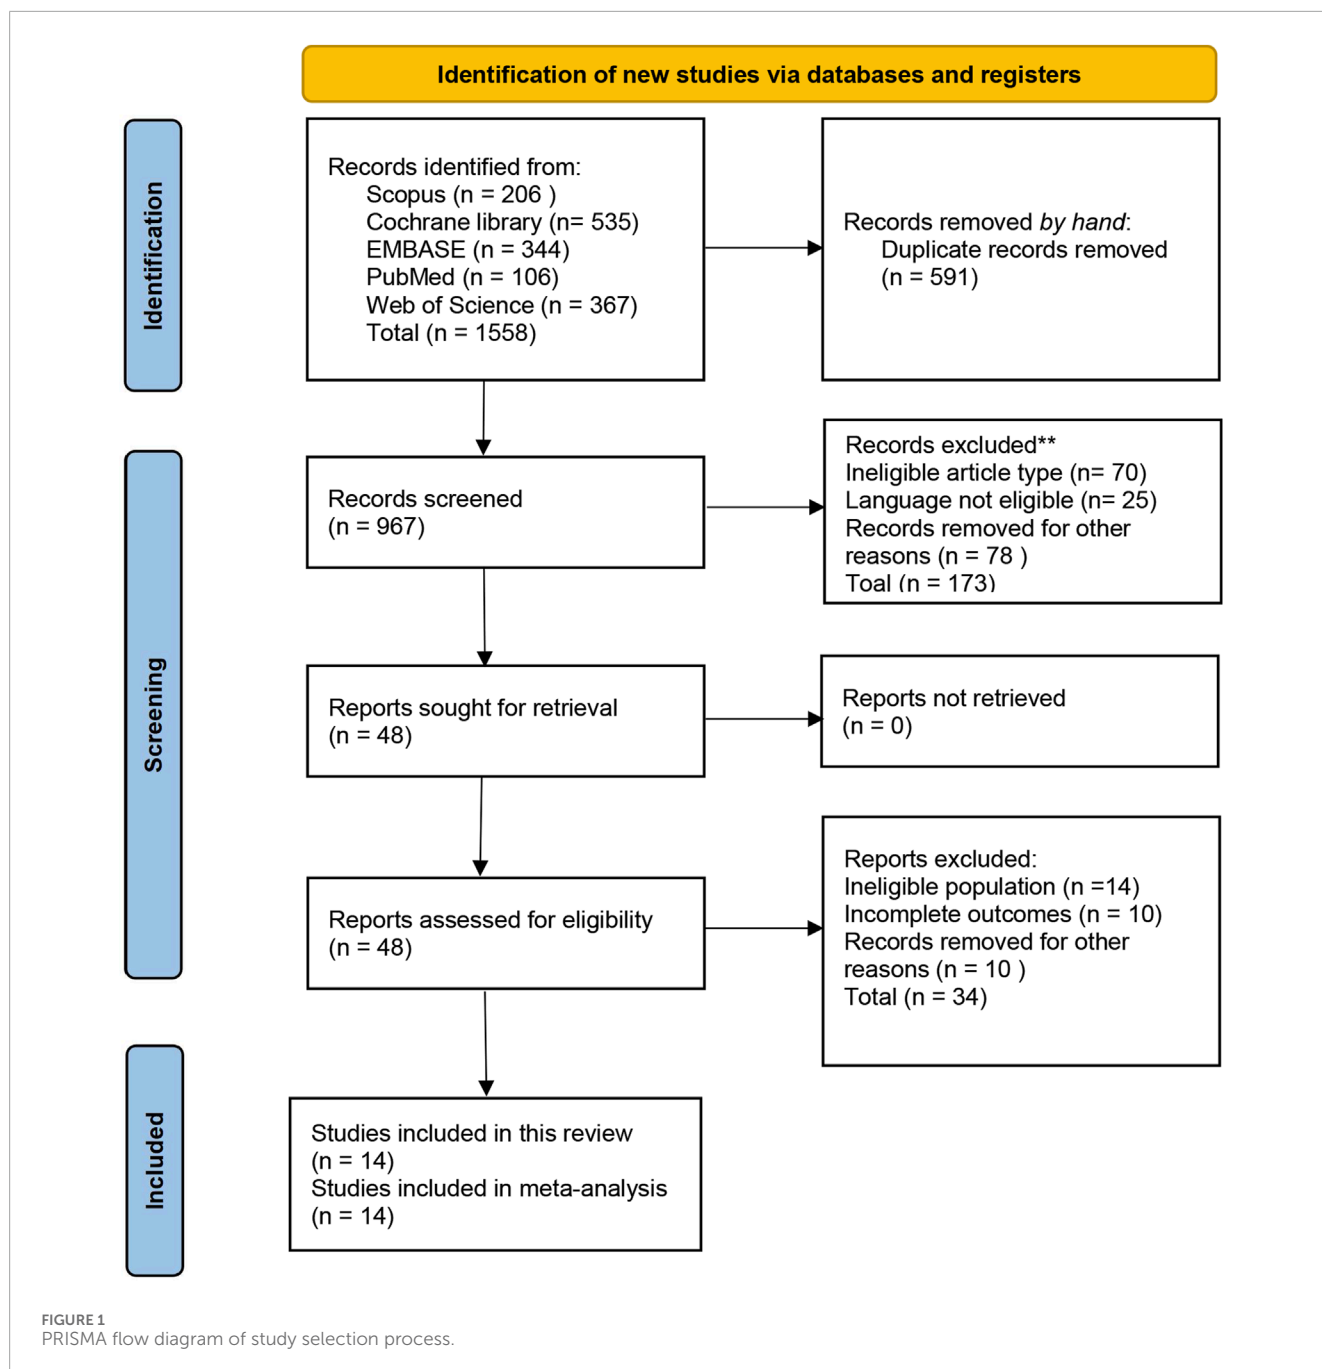 Identification of new studies via databases and registers
Identification
Records identified from:
Scopus (n = 206 )
Cochrane library (n= 535)
EMBASE (n = 344)
PubMed (n = 106)
Web of Science (n = 367)
Total (n = 1558)
Records removed by hand:
Duplicate records removed
(n = 591)
Screening
Records screened
(n = 967)
Records excluded**
Ineligible article type (n= 70)
Language not eligible (n= 25)
Records removed for other
reasons (n = 78 )
Toal (n = 173)
Reports sought for retrieval
(n = 48)
Reports not retrieved
(n = 0)
Reports assessed for eligibility
(n = 48)
Reports excluded:
Ineligible population (n =14)
Incomplete outcomes (n = 10)
Records removed for other
reasons (n = 10 )
Total (n = 34)
Included
Studies included in this review
(n = 14)
Studies included in meta-analysis
(n = 14)
FIGURE 1
PRISMA flow diagram of study selection process.